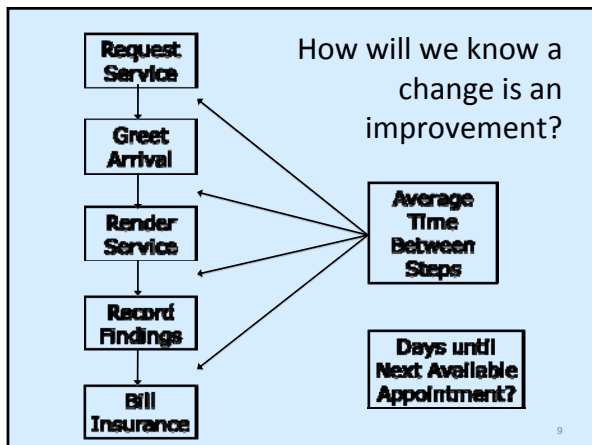 How will we know a
change is an
improvement?
Request
Service
Greet
Arrival
Render
Service
Record
Findings
Bill
Insurance
Average
Time
Between
Steps
Days until
Next Available
Appointment?
9